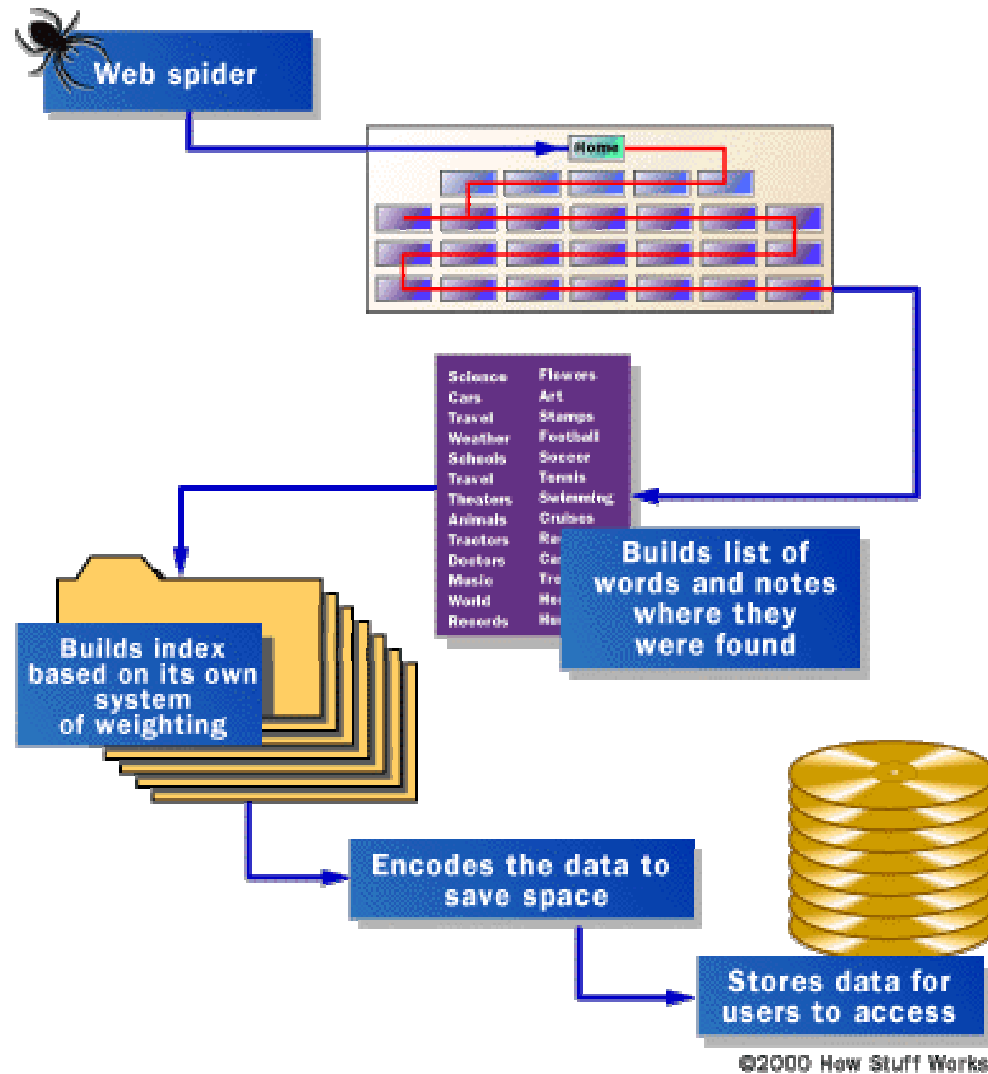 Web spider
Home
Science Flowers
Cars Art
Travel Stamps
Weather Football
Schools Soccer
Travel Tennis
Theaters Swimming
Animals Cruises
Tractors
Doctors
Music
World
Records
Builds list of
words and notes
where they
were found
Builds index
based on its own
system
of weighting
Encodes the data to
save space
Stores data for
users to access
©2000 How Stuff Works